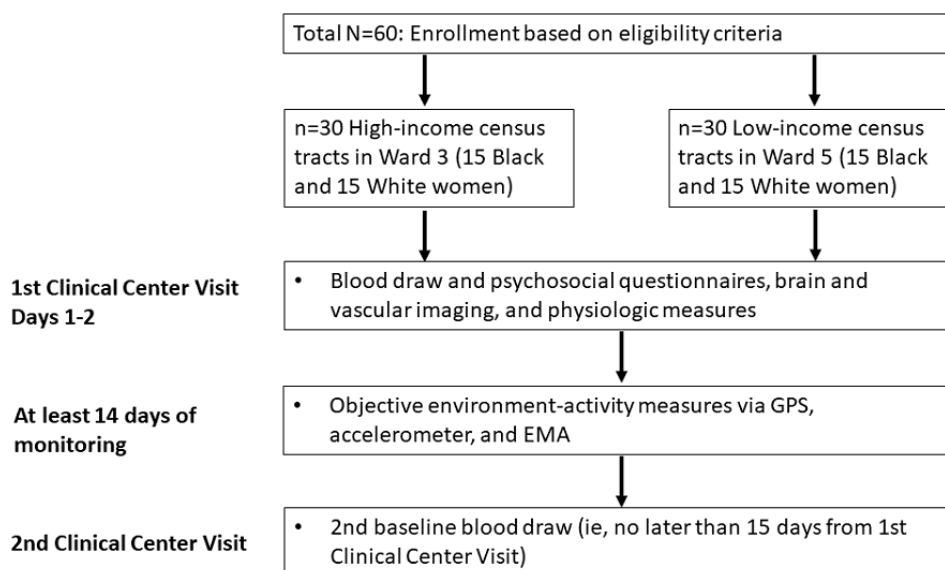 Total N=60: Enrollment based on eligibility criteria
n=30 High-income census
tracts in Ward 3 (15 Black
and 15 White women)
n=30 Low-income census
tracts in Ward 5 (15 Black
and 15 White women)
1st Clinical Center Visit
Days 1-2
• Blood draw and psychosocial questionnaires, brain and
vascular imaging, and physiologic measures
At least 14 days of
monitoring
• Objective environment-activity measures via GPS,
accelerometer, and EMA
2nd Clinical Center Visit
• 2nd baseline blood draw (ie, no later than 15 days from 1st
Clinical Center Visit)